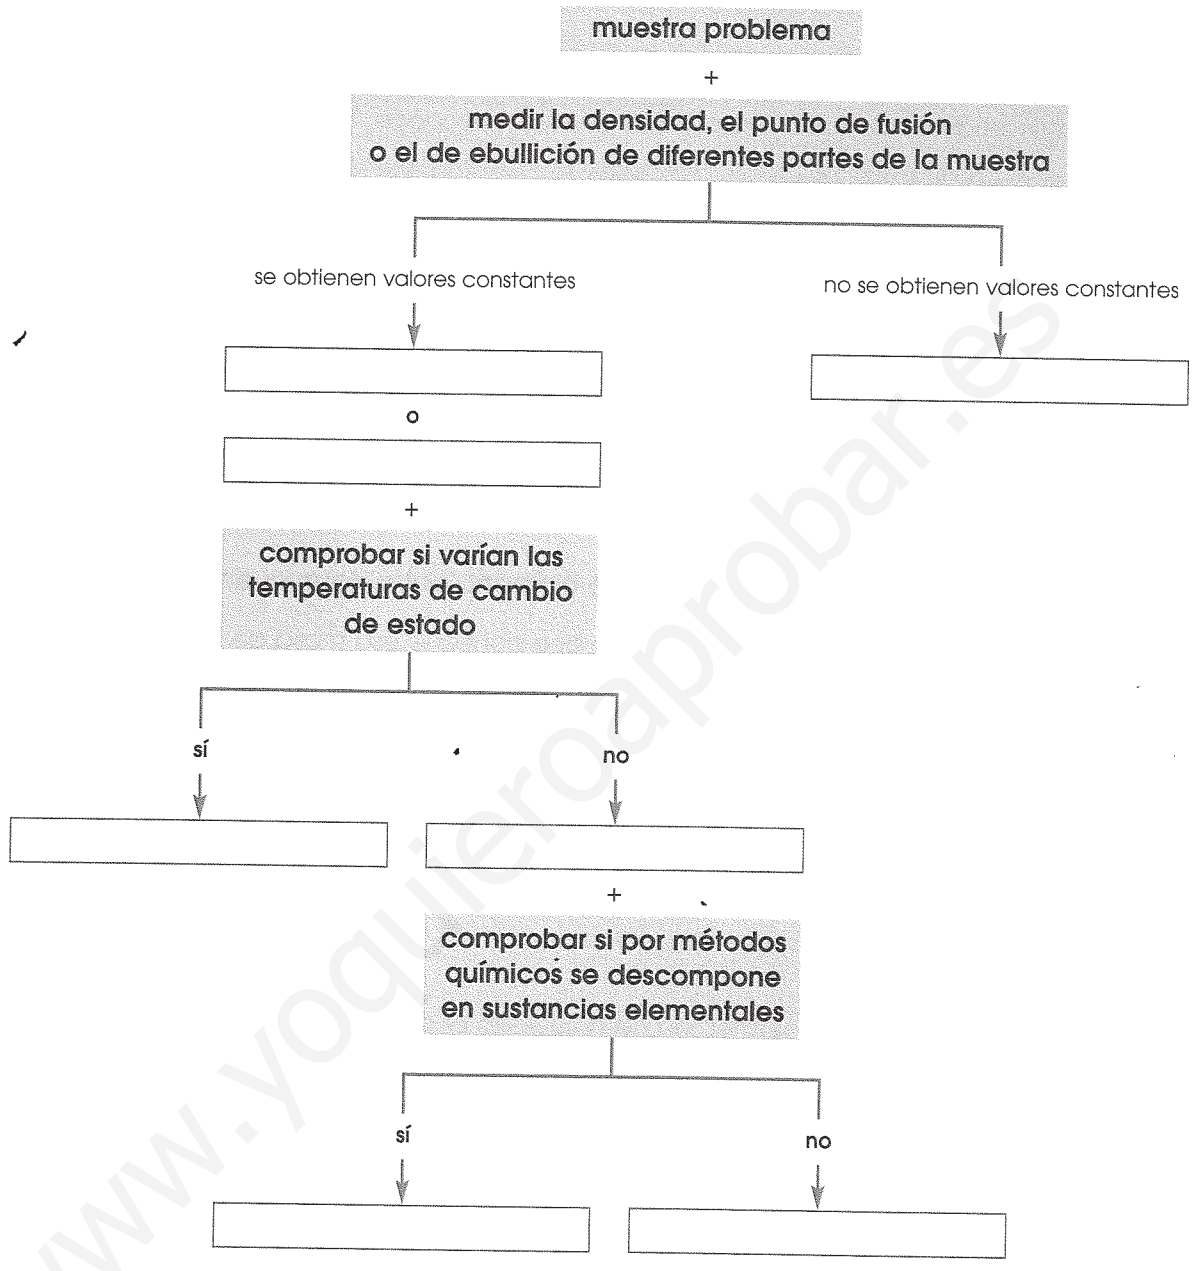 muestra problema
+
medir la densidad, el punto de fusión
o el de ebullición de diferentes partes de la muestra
se obtienen valores constantes
no se obtienen valores constantes
o
+
comprobar si varían las
temperaturas de cambio
de estado
sí
no
+
comprobar si por métodos
químicos se descompone
en sustancias elementales
sí
no
www.yoquieroaprobar.es